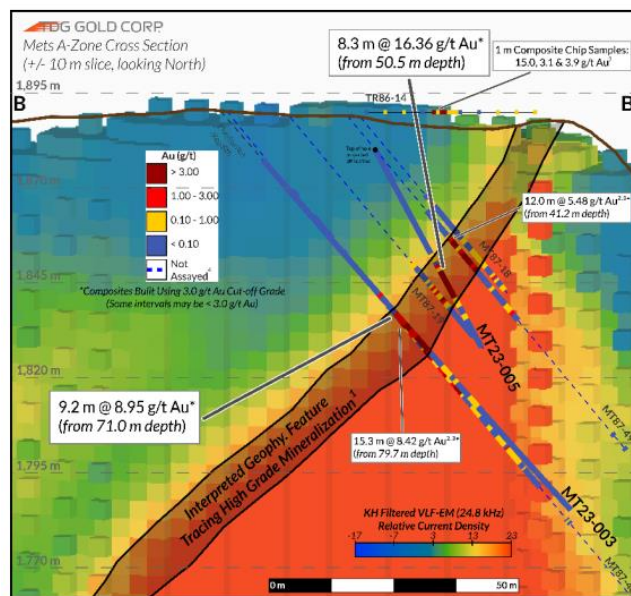 TDG GOLD CORP.
Mets A-Zone Cross Section
(+/- 10 m slice, looking North)
8.3 m @ 16.36 g/t Au*
(from 50.5 m depth)
1 m Composite Chip Samples:
15.0, 3.1 & 3.9 g/t Au
1,895 m
TR86-14
B
B
Au (g/t)
> 3.00
1.00 - 3.00
0.10 - 1.00
< 0.10
Not
Assayed
1,870 m
12.0 m @ 5.48 g/t Au
(from 41.2 m depth)
*Composites Built Using 3.0 g/t Au Cut-off Grade
(Some intervals may be < 3.0 g/t Au)
1,845 m
MT87-18
MT23-005
1,820 m
9.2 m @ 8.95 g/t Au*
(from 71.0 m depth)
15.3 m @ 8.42 g/t Au
(from 79.7 m depth)
Interpreted Geophy. Feature
Tracing High Grade Mineralization¹
1,795 m
MT23-003
KH Filtered VLF-EM (24.8 kHz)
Relative Current Density
-17 -7 3 13 23
1,770 m
0 m
50 m